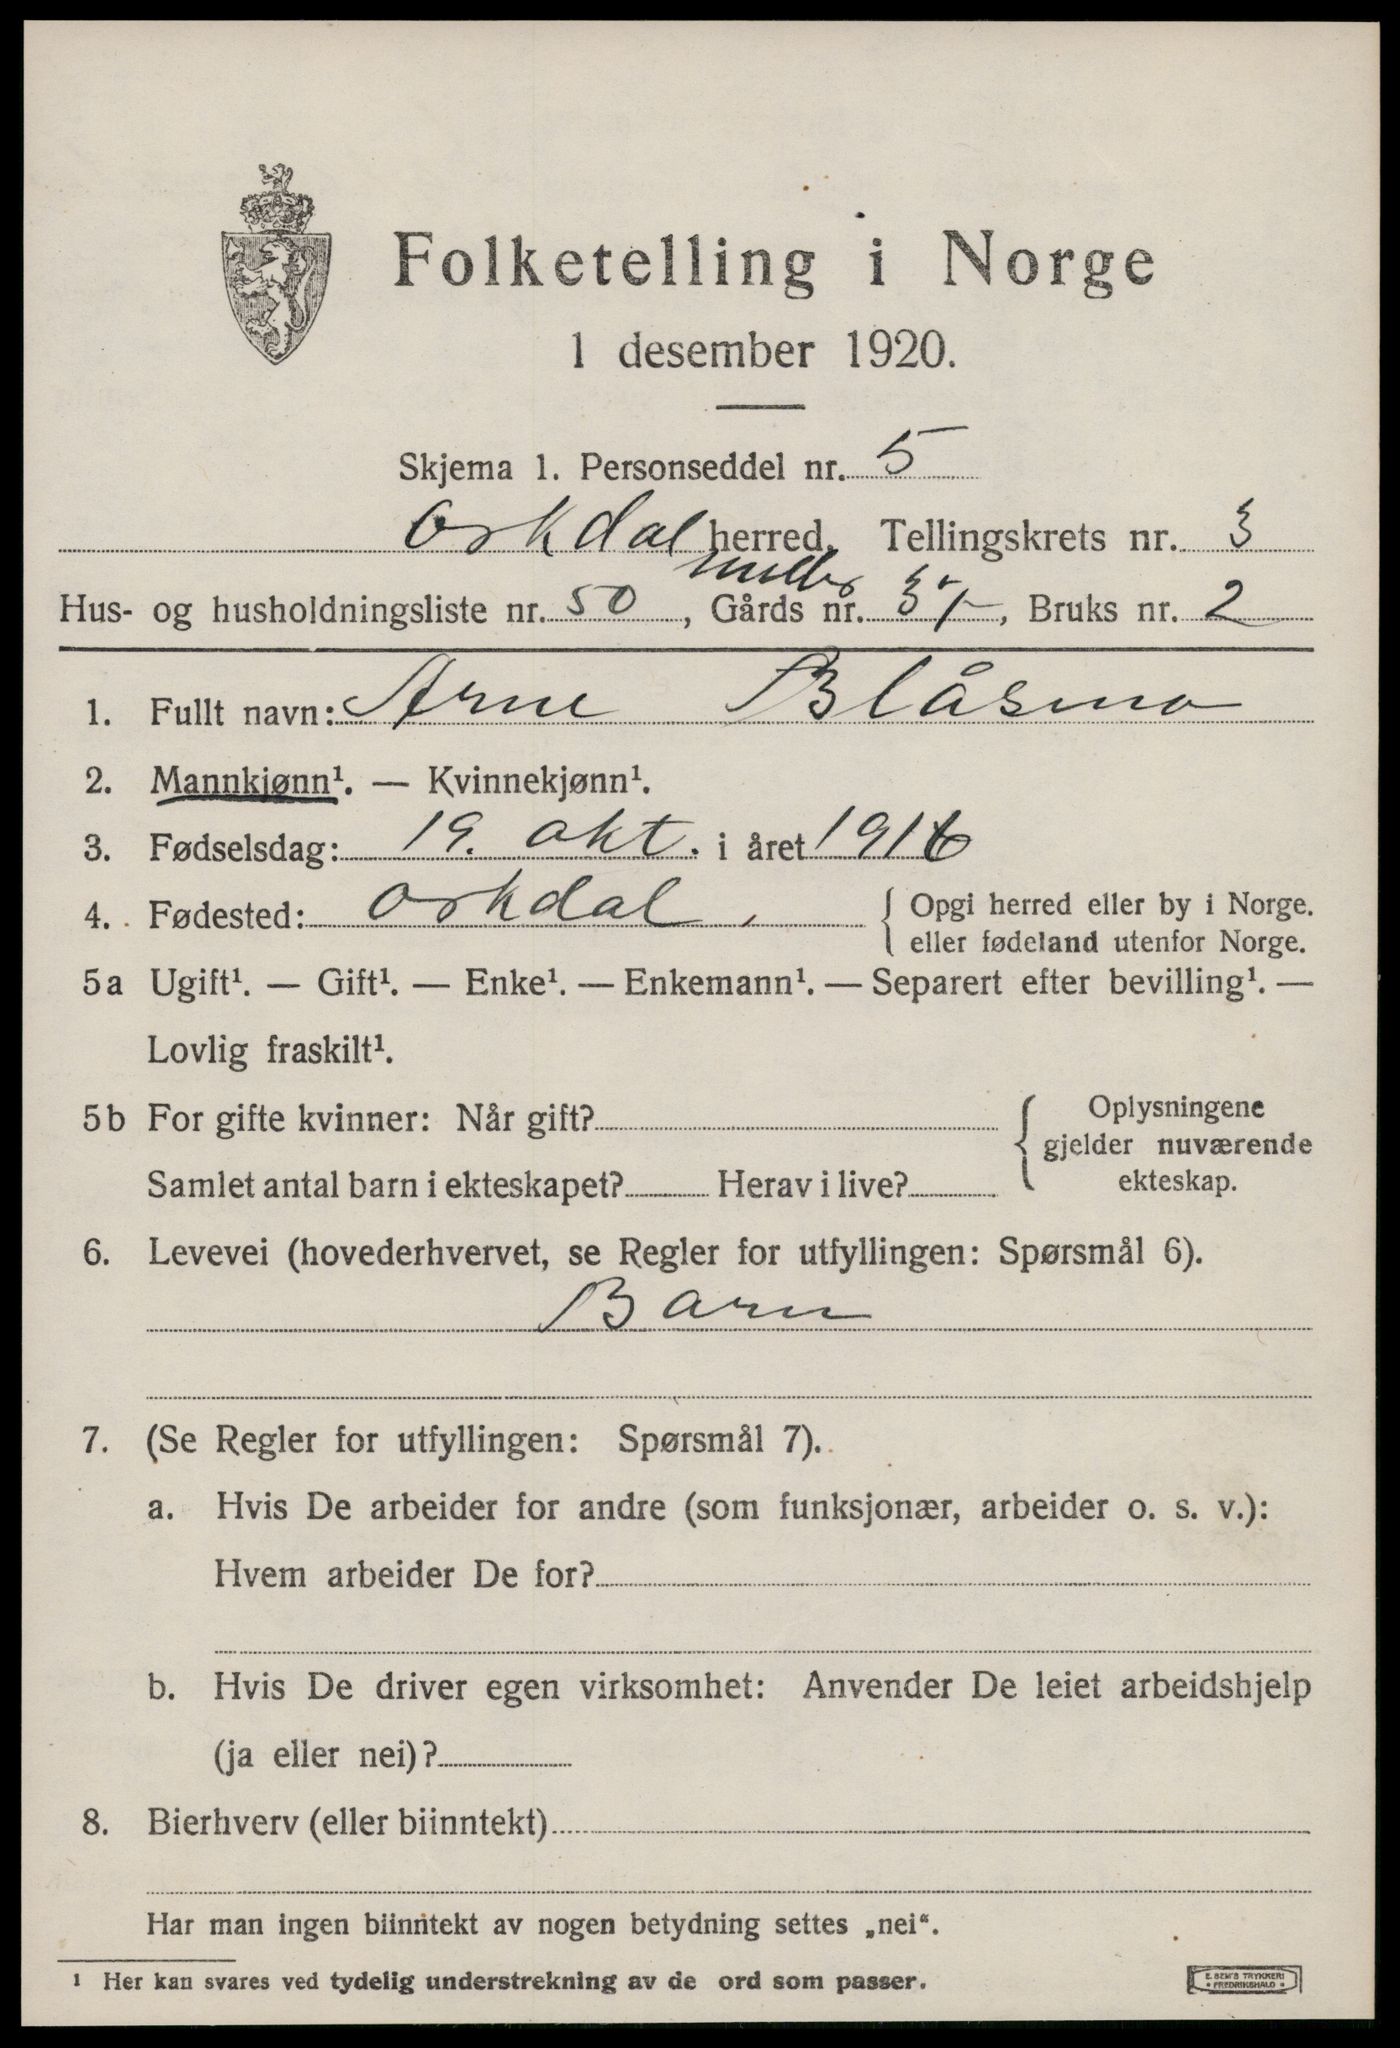 Folketelling i Norge
1 desember 1920.
Skjema 1. Personseddel nr. 5
Orkdal herred. Tellingskrets nr. 3
Hus- og husholdningsliste nr. 50, Gårds nr. Bruks nr. 2
1. Fullt navn: Arne Blåsmo
2. Mannkjønn¹. — Kvinnekjønn¹.
3. Fødselsdag: 19. okt. i året 1916
4. Fødested: Orkdal
Opgi herred eller by i Norge.
eller fødeland utenfor Norge.
5a Ugift¹. — Gift¹. — Enke¹. — Enkemann¹. — Separert efter bevilling¹. —
Lovlig fraskilt¹.
5b For gifte kvinner: Når gift?
Samlet antal barn i ekteskapet? Herav i live?
Oplysningene
gjelder nuværende
ekteskap.
6. Levevei (hovederhvervet, se Regler for utfyllingen: Spørsmål 6).
Barn
7. (Se Regler for utfyllingen: Spørsmål 7).
a. Hvis De arbeider for andre (som funksjonær, arbeider o. s. v.):
Hvem arbeider De for?
b. Hvis De driver egen virksomhet: Anvender De leiet arbeidshjelp
(ja eller nei)?
8. Bierhverv (eller biinntekt)
Har man ingen biinntekt av nogen betydning settes „nei“.
¹ Her kan svares ved tydelig understrekning av de ord som passer.
E. SEM'S TRYKKERI
FREDRIKSHALD